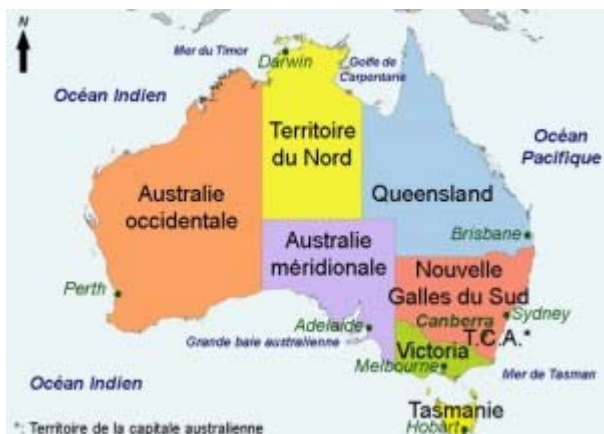 N
Mer du Timor
Darwin
Golfe de
Carpentarie
Océan Indien
Territoire
du Nord
Océan
Pacifique
Australie
occidentale
Queensland
Australie
méridionale
Brisbane
Perth
Nouvelle
Galles du Sud
Sydney
Adelaide
Canberra
T.C.A.*
Grande baie australienne
Victoria
Melbourne
Océan Indien
Mer de Tasman
Tasmanie
Hobart
*: Territoire de la capitale australienne